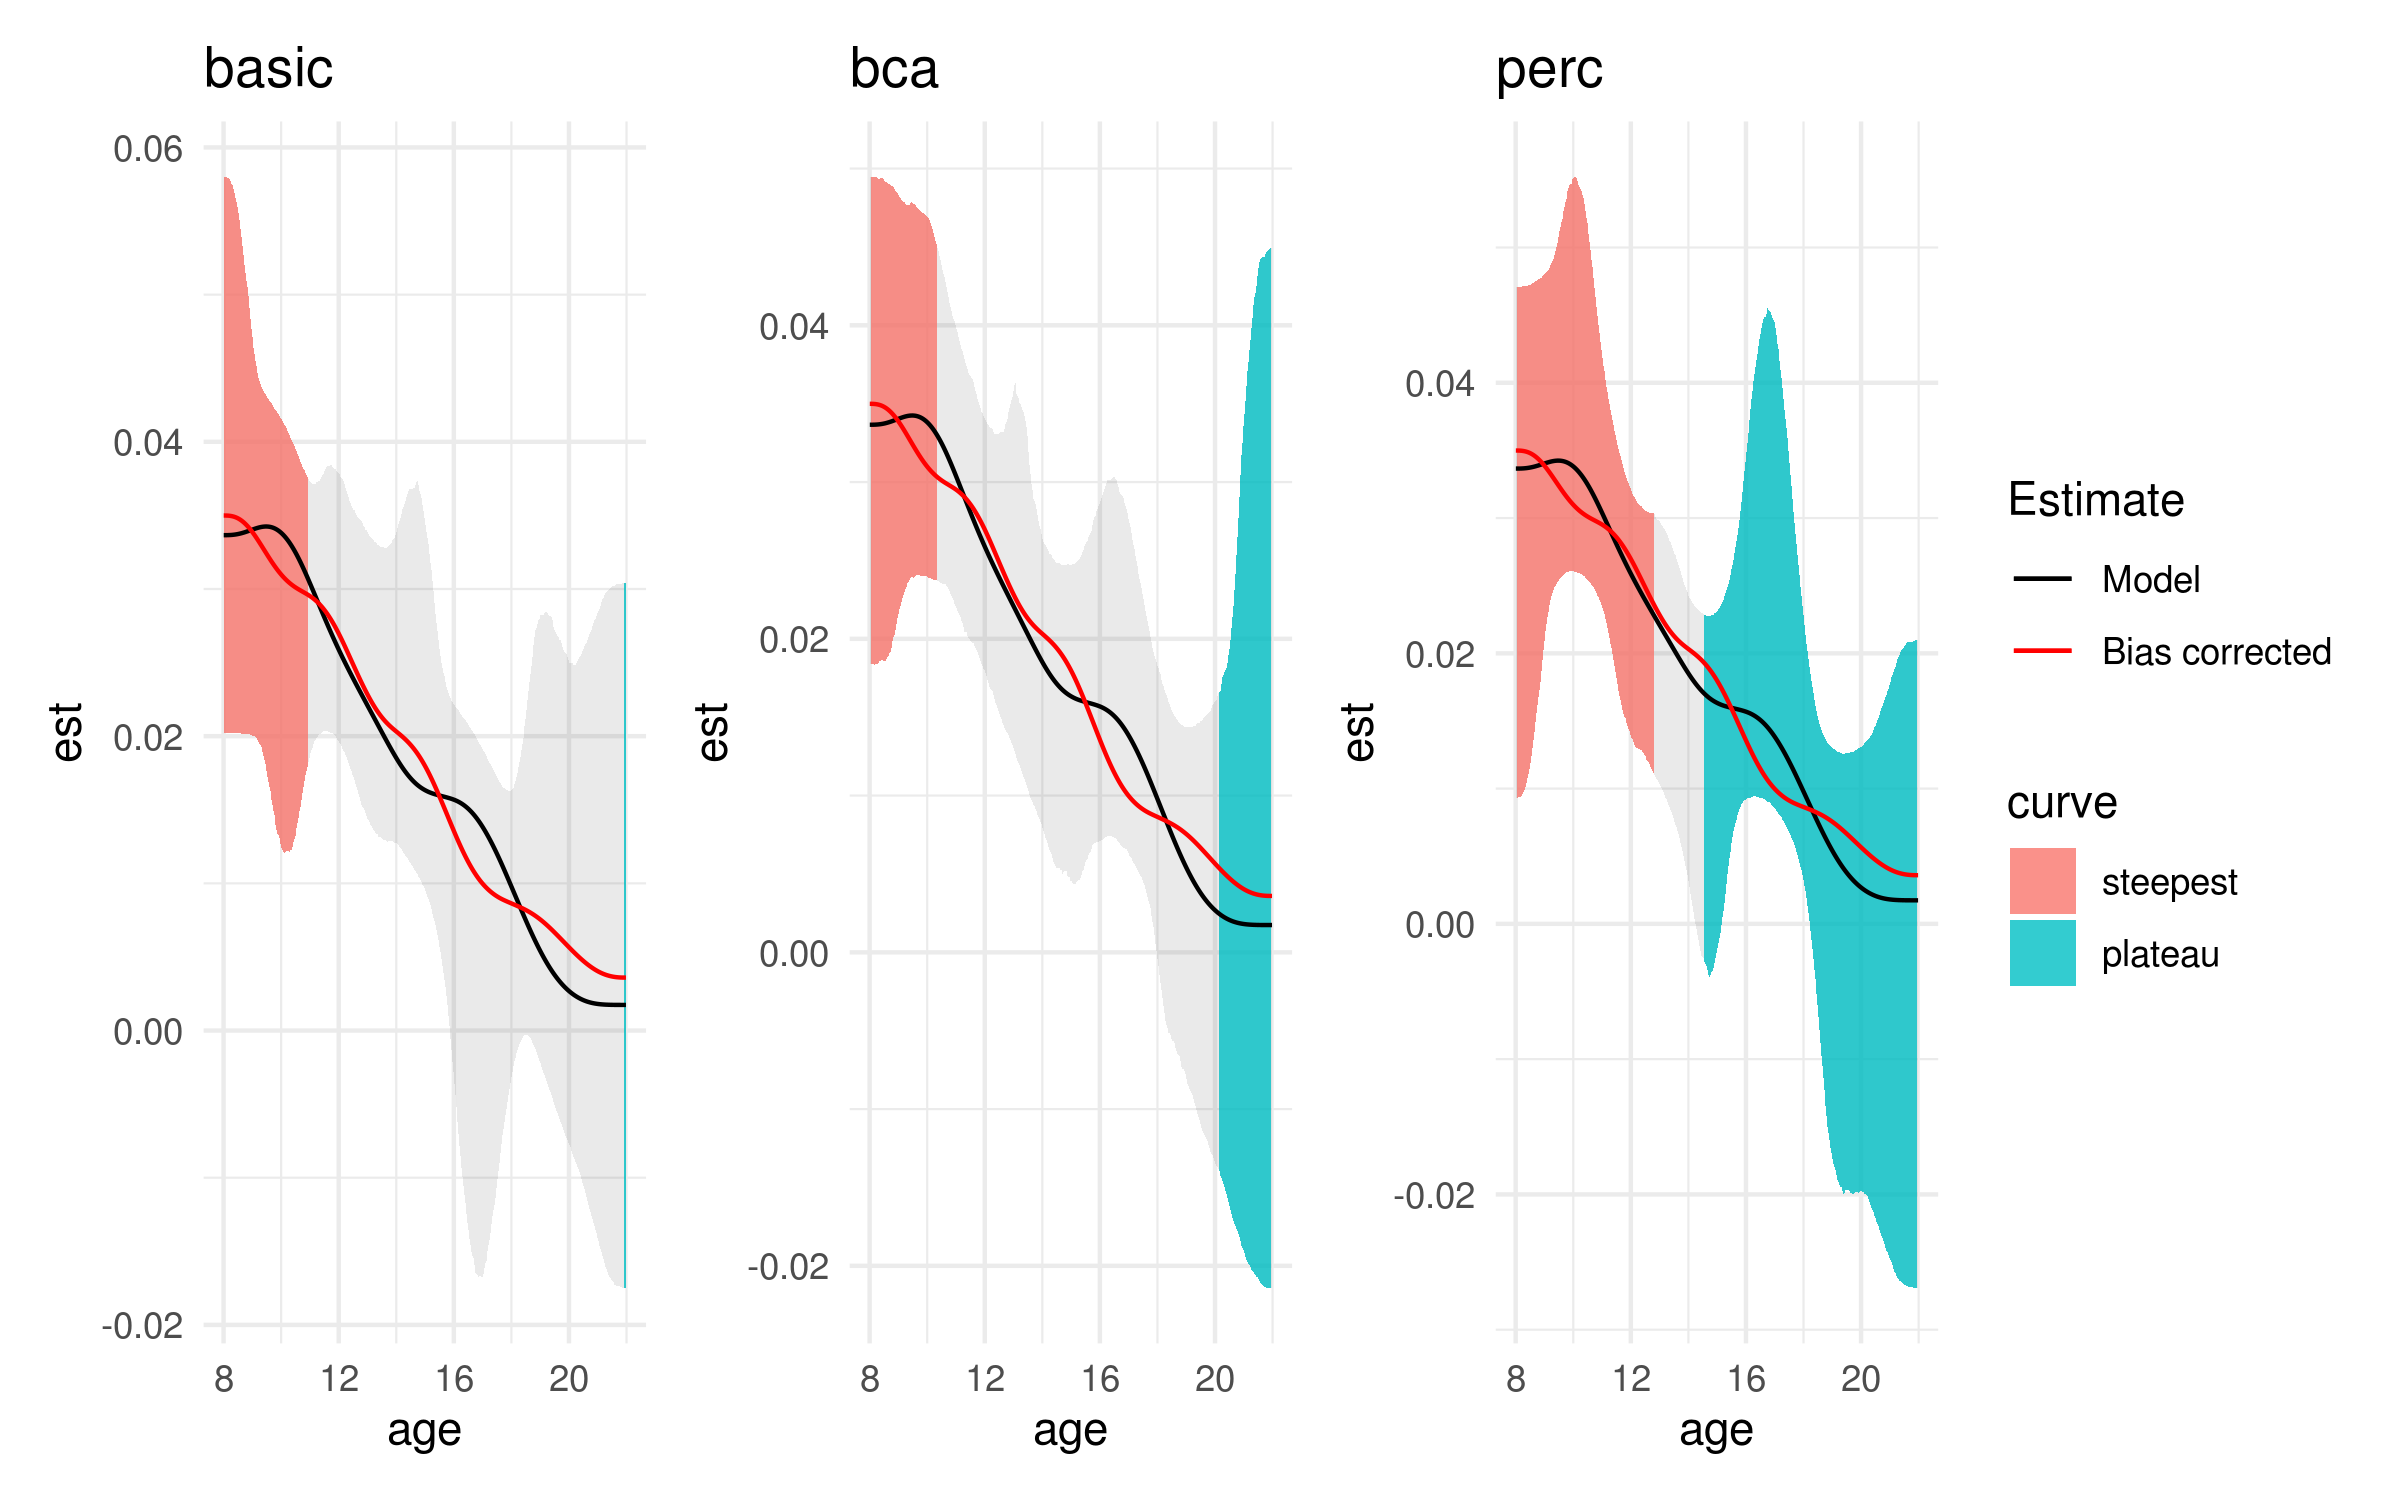 basic
0.06
0.04
0.02
0.00
-0.02
est
8 12 16 20
age
bca
0.04
0.02
0.00
-0.02
est
8 12 16 20
age
perc
0.04
0.02
0.00
-0.02
est
8 12 16 20
age
Estimate
Model
Bias corrected
curve
steepest
plateau